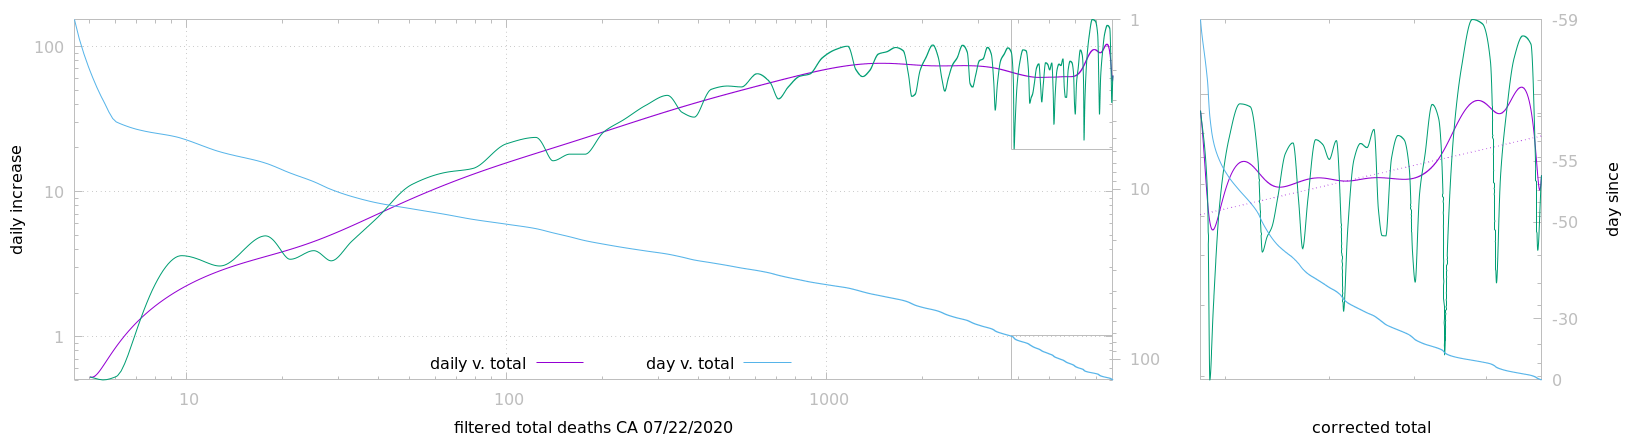 100
10
1
daily increase
10
100
1000
1
10
100
daily v. total
day v. total
filtered total deaths CA 07/22/2020
-59
-55
-50
-30
0
day since
corrected total